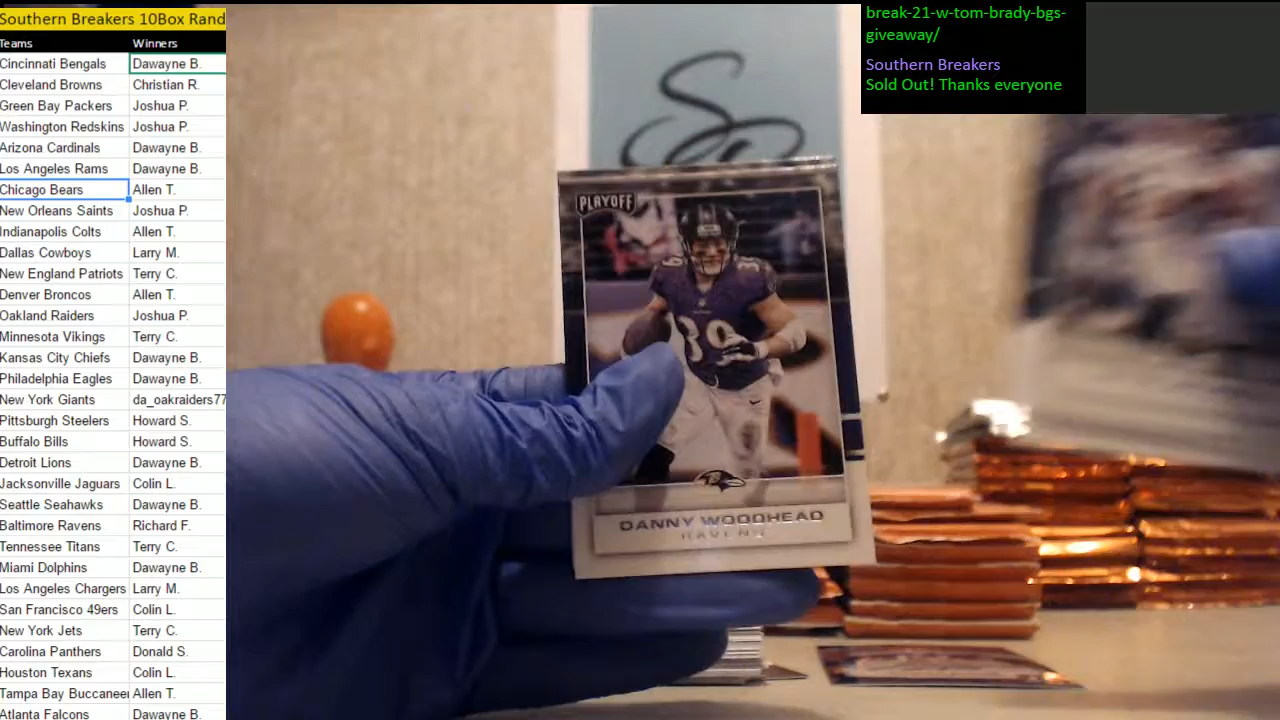 Southern Breakers 10Box Rand
Teams Winners
Cincinnati Bengals Dawayne B.
Cleveland Browns Christian R.
Green Bay Packers Joshua P.
Washington Redskins Joshua P.
Arizona Cardinals Dawayne B.
Los Angeles Rams Dawayne B.
Chicago Bears Allen T.
New Orleans Saints Joshua P.
Indianapolis Colts Allen T.
Dallas Cowboys Larry M.
New England Patriots Terry C.
Denver Broncos Allen T.
Oakland Raiders Joshua P.
Minnesota Vikings Terry C.
Kansas City Chiefs Dawayne B.
Philadelphia Eagles Dawayne B.
New York Giants da_oakraiders77
Pittsburgh Steelers Howard S.
Buffalo Bills Howard S.
Detroit Lions Dawayne B.
Jacksonville Jaguars Colin L.
Seattle Seahawks Dawayne B.
Baltimore Ravens Richard F.
Tennessee Titans Terry C.
Miami Dolphins Dawayne B.
Los Angeles Chargers Larry M.
San Francisco 49ers Colin L.
New York Jets Terry C.
Carolina Panthers Donald S.
Houston Texans Colin L.
Tampa Bay Buccaneer Allen T.
Atlanta Falcons Dawayne B.
break-21-w-tom-brady-bgs-
giveaway/
Southern Breakers
Sold Out! Thanks everyone
PLAYOFF
39
39
DANNY WOODHEAD
RAVENS